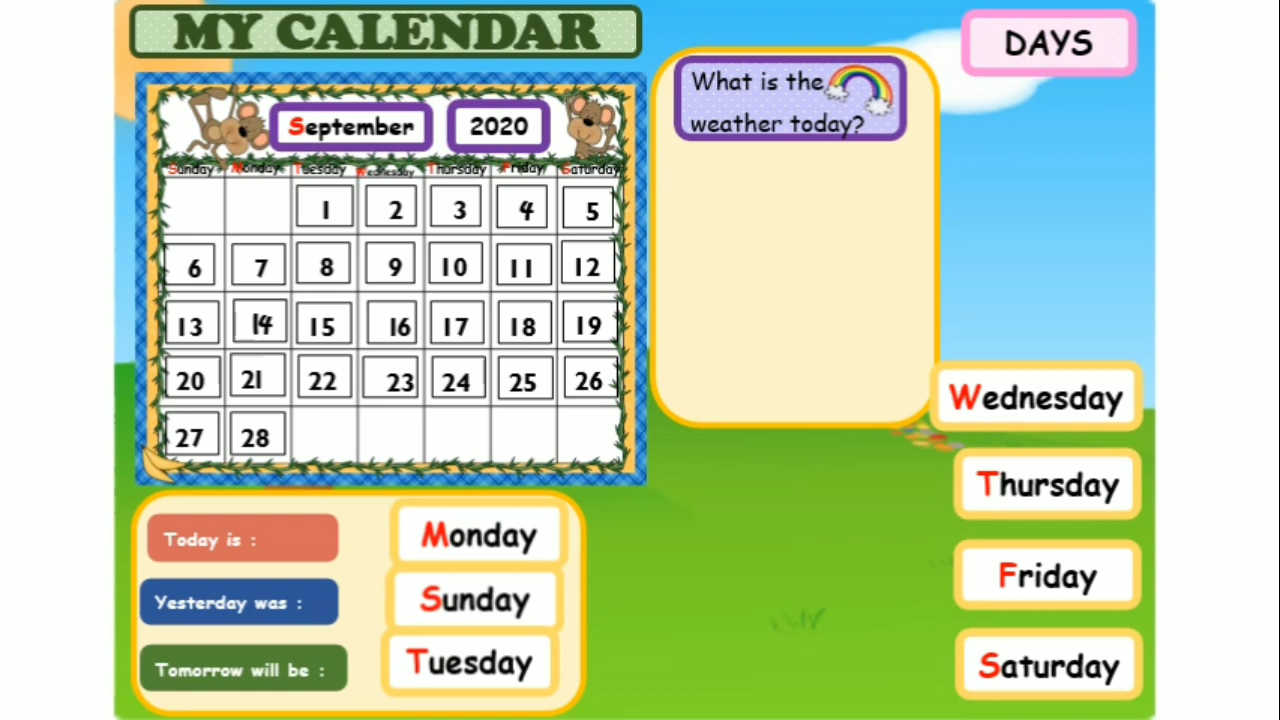 MY CALENDAR
September 2020
Sunday Monday Tuesday Wednesday Thursday Friday Saturday
1 2 3 4 5
6 7 8 9 10 11 12
13 14 15 16 17 18 19
20 21 22 23 24 25 26
27 28
Today is : Monday
Yesterday was : Sunday
Tomorrow will be : Tuesday
What is the
weather today?
DAYS
Wednesday
Thursday
Friday
Saturday